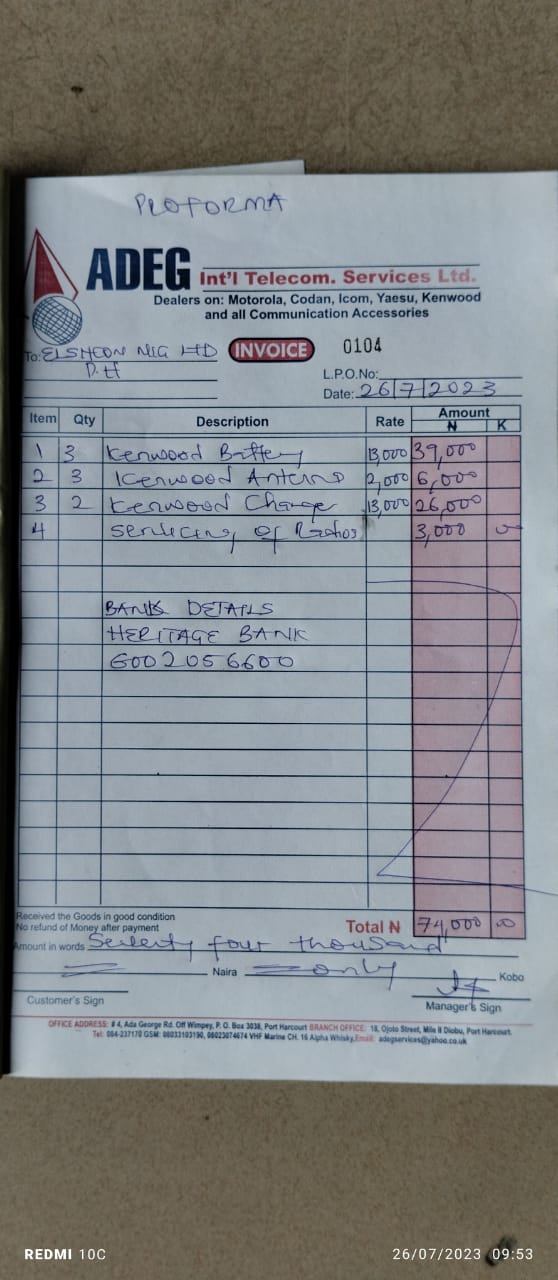 PROFORMA
ADEG Int'l Telecom. Services Ltd.
Dealers on: Motorola, Codan, Icom, Yaesu, Kenwood
and all Communication Accessories
To: ELSHCON NIG LTD INVOICE 0104
P.H
L.P.O.No:
Date: 26/7/2023
Item Qty Description Rate Amount
N K
1 3 Kenwood Battery 13,000 39,000
2 3 Kenwood Antenna 2,000 6,000
3 2 Kenwood Charger 13,000 26,000
4 Servicing of Radios 3,000 00
BANK DETAILS
HERITAGE BANK
6002056600
Received the Goods in good condition
No refund of Money after payment
Total N 74,000 00
Amount in words Seventy four thousand
Naira only Kobo
Customer's Sign
Manager's Sign
OFFICE ADDRESS: # 4, Ada George Rd. Off Wimpey, P. O. Box 3038, Port Harcourt BRANCH OFFICE: 18, Ojoto Street, Mile II Diobu, Port Harcourt.
Tel: 084-237170 GSM: 08033103190, 08023074674 VHF Marine CH. 16 Alpha Whisky. Email: adegservices@yahoo.co.uk
REDMI 10C
26/07/2023 09:53